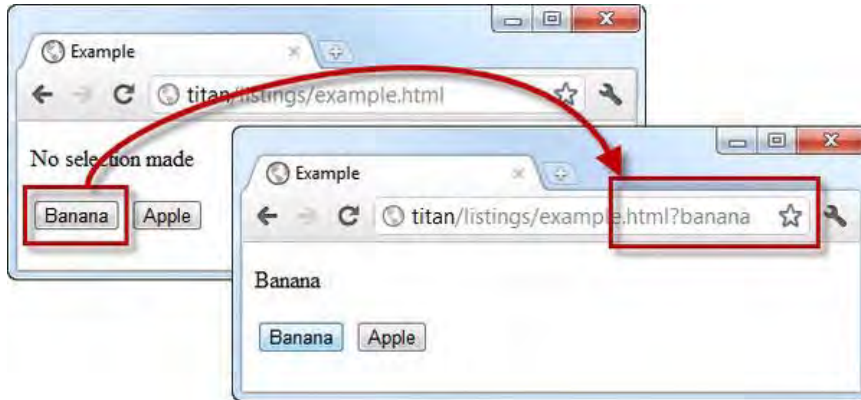 Example
titan/listings/example.html
No selection made
Banana
Apple
Example
titan/listings/example.html?banana
Banana
Banana
Apple